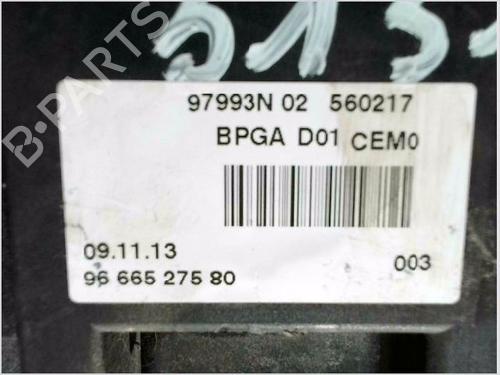 B-PARTS
97993N 02 560217
BPGA D01 CEM0
09.11.13
003
96 665 275 80